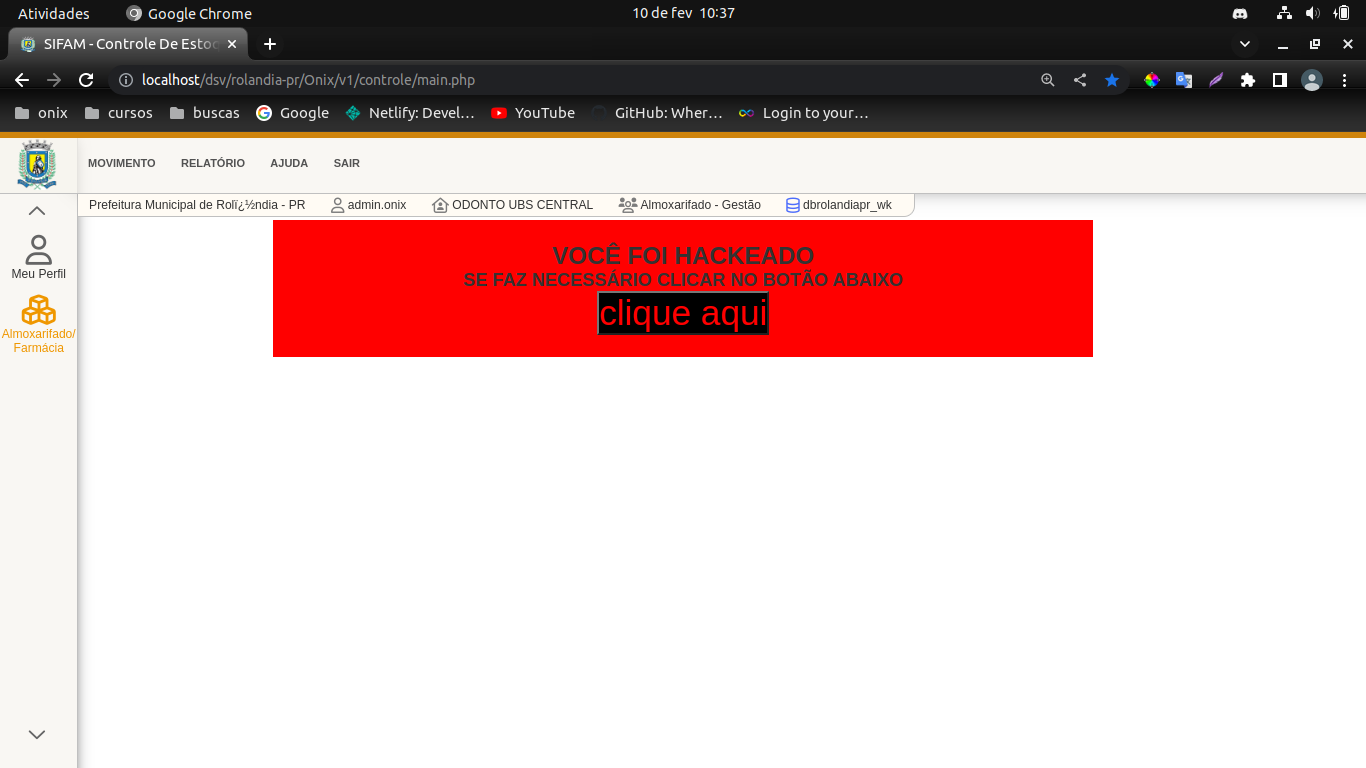 Atividades Google Chrome 10 de fev 10:37
SIFAM - Controle De Esto
localhost/dsv/rolandia-pr/Onix/v1/controle/main.php
onix cursos buscas Google Netlify: Devel… YouTube GitHub: Wher… Login to your…
MOVIMENTO RELATÓRIO AJUDA SAIR
Prefeitura Municipal de Rolï¿½ndia - PR admin.onix ODONTO UBS CENTRAL Almoxarifado - Gestão dbrolandiapr_wk
Meu Perfil
Almoxarifado/
Farmácia
VOCÊ FOI HACKEADO
SE FAZ NECESSÁRIO CLICAR NO BOTÃO ABAIXO
clique aqui